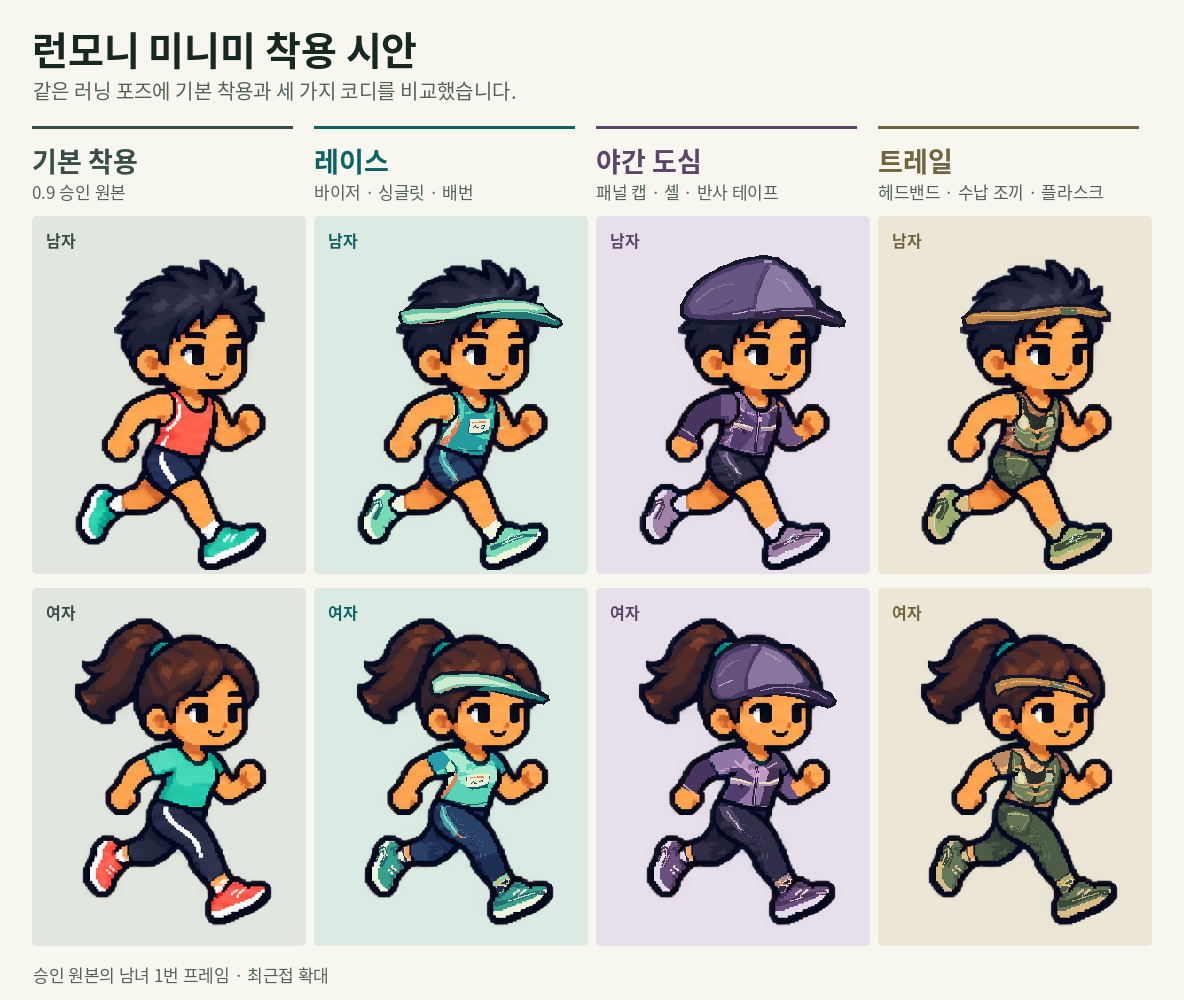 런모니 미니미 착용 시안
같은 러닝 포즈에 기본 착용과 세 가지 코디를 비교했습니다.
기본 착용
0.9 승인 원본
레이스
바이저 · 싱글릿 · 배번
야간 도심
패널 캡 · 셸 · 반사 테이프
트레일
헤드밴드 · 수납 조끼 · 플라스크
남자
남자
남자
남자
여자
여자
여자
여자
승인 원본의 남녀 1번 프레임 · 최근접 확대